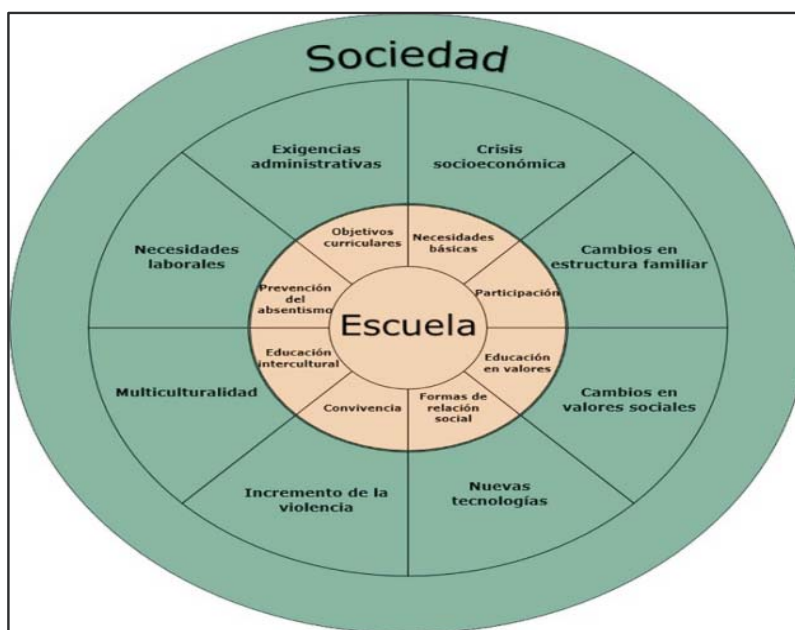 Sociedad
Exigencias
administrativas
Crisis
socioeconómica
Necesidades
laborales
Cambios en
estructura familiar
Objetivos
curriculares
Necesidades
básicas
Prevención
del
absentismo
Participación
Escuela
Educación
intercultural
Educación
en valores
Convivencia
Formas de
relación
social
Multiculturalidad
Cambios en
valores sociales
Incremento de la
violencia
Nuevas
tecnologías